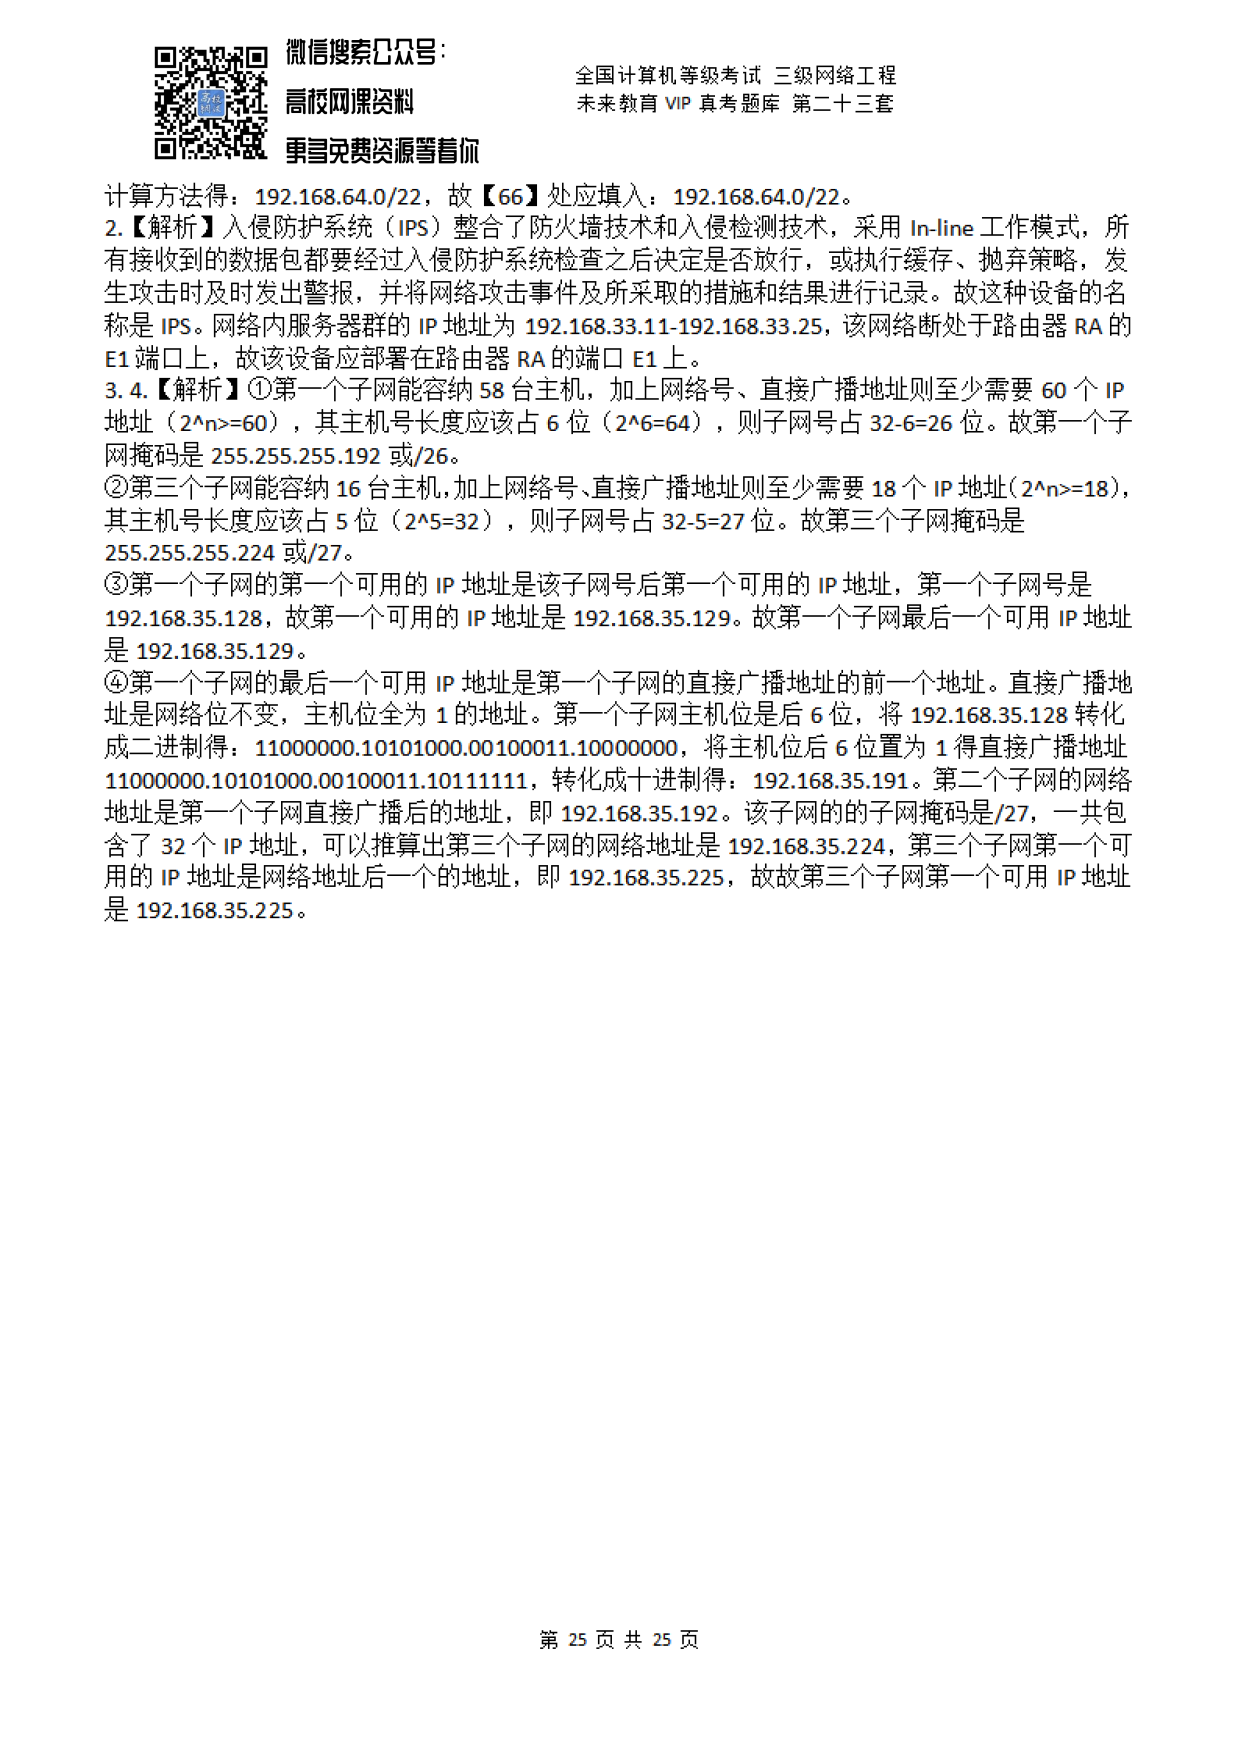 微信搜索公众号：
高校网课资料
更多免费资源等着你
全国计算机等级考试 三级网络工程
未来教育 VIP 真考题库 第二十三套
高校
网课
计算方法得：192.168.64.0/22，故【66】处应填入：192.168.64.0/22。
2.【解析】入侵防护系统（IPS）整合了防火墙技术和入侵检测技术，采用 In-line 工作模式，所
有接收到的数据包都要经过入侵防护系统检查之后决定是否放行，或执行缓存、抛弃策略，发
生攻击时及时发出警报，并将网络攻击事件及所采取的措施和结果进行记录。故这种设备的名
称是 IPS。网络内服务器群的 IP 地址为 192.168.33.11-192.168.33.25，该网络断处于路由器 RA 的
E1 端口上，故该设备应部署在路由器 RA 的端口 E1 上。
3. 4.【解析】①第一个子网能容纳 58 台主机，加上网络号、直接广播地址则至少需要 60 个 IP
地址（2^n>=60），其主机号长度应该占 6 位（2^6=64），则子网号占 32-6=26 位。故第一个子
网掩码是 255.255.255.192 或/26。
②第三个子网能容纳 16 台主机，加上网络号、直接广播地址则至少需要 18 个 IP 地址（2^n>=18），
其主机号长度应该占 5 位（2^5=32），则子网号占 32-5=27 位。故第三个子网掩码是
255.255.255.224 或/27。
③第一个子网的第一个可用的 IP 地址是该子网号后第一个可用的 IP 地址，第一个子网号是
192.168.35.128，故第一个可用的 IP 地址是 192.168.35.129。故第一个子网最后一个可用 IP 地址
是 192.168.35.129。
④第一个子网的最后一个可用 IP 地址是第一个子网的直接广播地址的前一个地址。直接广播地
址是网络位不变，主机位全为 1 的地址。第一个子网主机位是后 6 位，将 192.168.35.128 转化
成二进制得：11000000.10101000.00100011.10000000，将主机位后 6 位置为 1 得直接广播地址
11000000.10101000.00100011.10111111，转化成十进制得：192.168.35.191。第二个子网的网络
地址是第一个子网直接广播后的地址，即 192.168.35.192。该子网的的子网掩码是/27，一共包
含了 32 个 IP 地址，可以推算出第三个子网的网络地址是 192.168.35.224，第三个子网第一个可
用的 IP 地址是网络地址后一个的地址，即 192.168.35.225，故故第三个子网第一个可用 IP 地址
是 192.168.35.225。
第 25 页 共 25 页